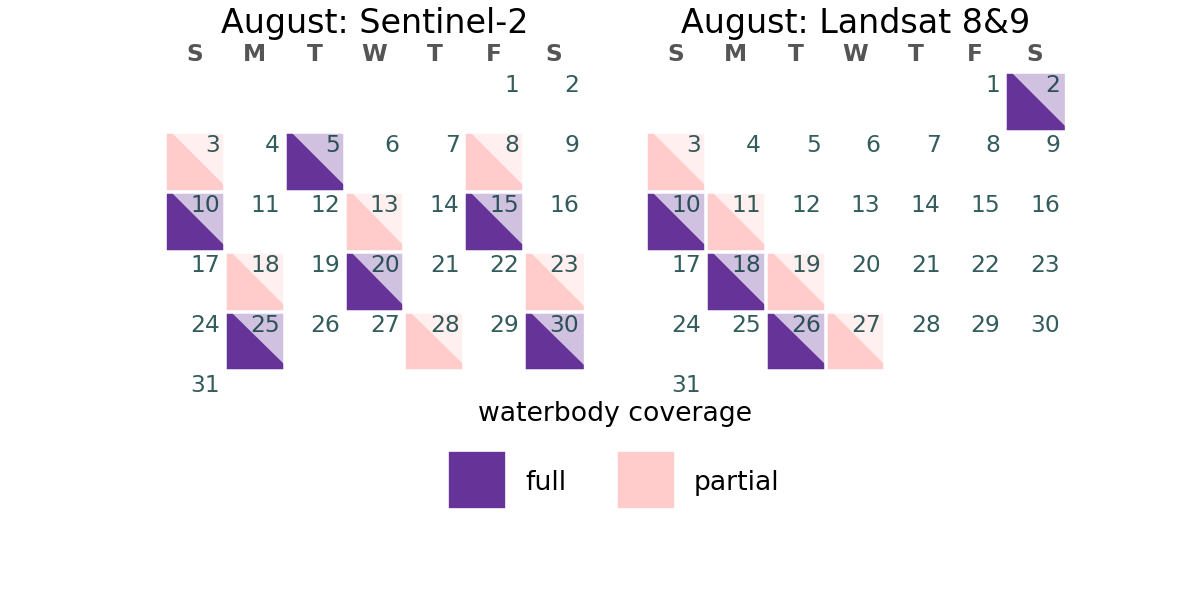 August: Sentinel-2
S M T W T F S
1 2
3 4 5 6 7 8 9
10 11 12 13 14 15 16
17 18 19 20 21 22 23
24 25 26 27 28 29 30
31
August: Landsat 8&9
S M T W T F S
1 2
3 4 5 6 7 8 9
10 11 12 13 14 15 16
17 18 19 20 21 22 23
24 25 26 27 28 29 30
31
waterbody coverage
full partial